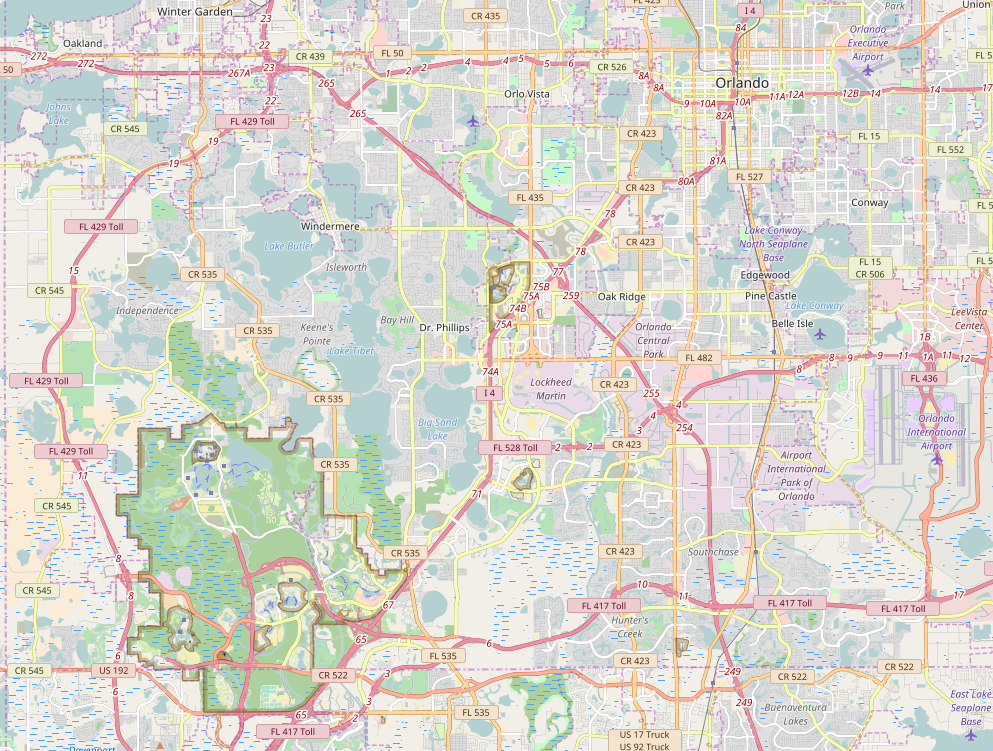 CR 435
FL 423
I 4
Park
Union
Winter Garden
23
84
Orlando
Executive
Airport
Oakland
272
22
CR 439
FL 50
50
272
267A
23
265
1
2
2
4
4
5
5
6
CR 526
8A
8A
Orlando
FL 5
17
Johns
Lake
22
265
Orlo Vista
9
10A
10A
11A
12A
12B
14
14
82A
CR 545
FL 429 Toll
CR 423
FL 15
FL 552
19
19
81A
80A
FL 527
CR 423
FL 435
78
Conway
FL 5
FL 429 Toll
Windermere
Lake Butler
Lake Conway
North Seaplane
Base
CR 423
78
15
CR 535
Isleworth
77
75B
75A
259
74B
Edgewood
FL 15
CR 506
FL 5
CR 545
Oak Ridge
Pine Castle
Lake Conway
Independence
Bay Hill
Dr. Phillips
75A
CR 535
Keene's
Pointe
Orlando
Central
Park
Belle Isle
LeeVista
Center
1B
Lake Tibet
FL 482
8
8
9
9
11
1A
11
12
74A
FL 429 Toll
Lockheed
Martin
CR 423
255
4
4
254
FL 436
I 4
CR 535
Big Sand
Lake
3
Orlando
International
Airport
FL 429 Toll
FL 528 Toll
2
2
CR 423
Airport
International
Park of
Orlando
CR 535
11
71
CR 545
CR 535
CR 423
Southchase
8
8
CR 545
67
10
11
FL 417 Toll
FL 417 Toll
FL 417 Toll
17
Hunter's
Creek
65
6
FL 535
CR 423
CR 522
CR 545
US 192
6
CR 522
3
3
249
249
CR 522
65
2
FL 535
Buenaventura
Lakes
East Lake
Seaplane
Base
FL 417 Toll
US 17 Truck
US 92 Truck
6
Davenport